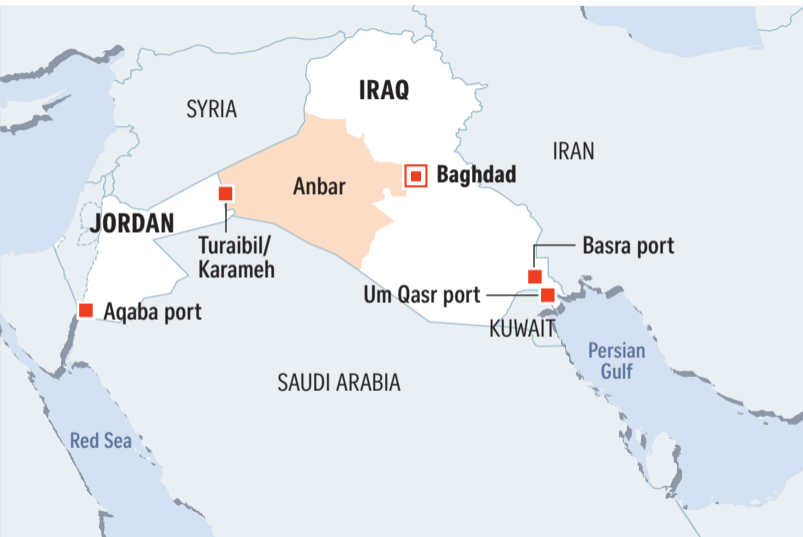 IRAQ
SYRIA
IRAN
Baghdad
Anbar
JORDAN
Turaibil/
Karameh
Basra port
Um Qasr port
Aqaba port
KUWAIT
Persian
Gulf
SAUDI ARABIA
Red Sea